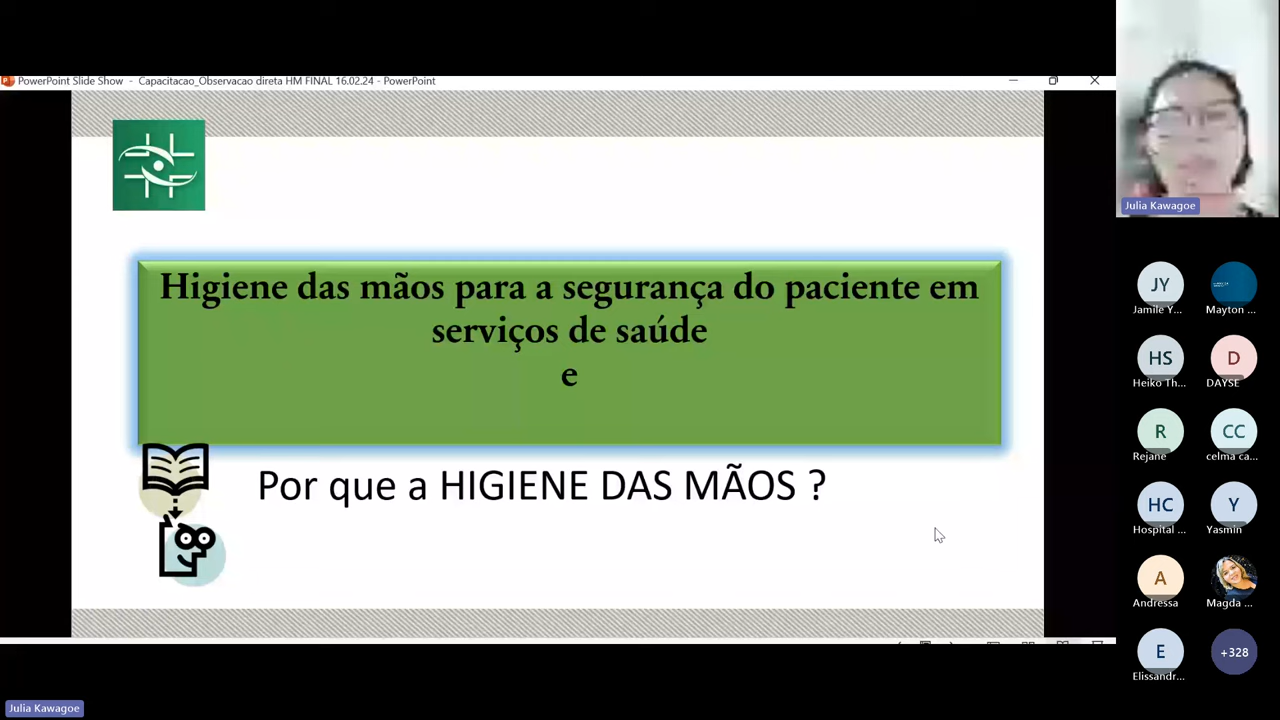 PowerPoint Slide Show - Capacitacao_Observacao direta HM FINAL 16.02.24 - PowerPoint
Higiene das mãos para a segurança do paciente em
serviços de saúde
e
Por que a HIGIENE DAS MÃOS ?
Julia Kawagoe
JY
Jamile Y...
Mayton ...
HS
Heiko Th...
D
DAYSE
R
Rejane
CC
celma ca...
HC
Hospital ...
Y
Yasmin
A
Andressa
Magda ...
E
Elissandr...
+328
Julia Kawagoe